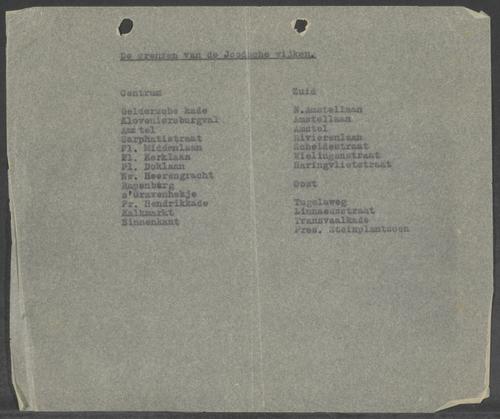 De grenzen van de Joodsche wijken.
Centrum
Geldersche kade
Kloveniersburgwal
Amstel
Sarphatistraat
Pl. Middenlaan
Pl. Kerklaan
Pl. Doklaan
Nw. Heerengracht
Rapenburg
s'Gravenhekje
Pr. Hendrikkade
Kalkmarkt
Binnenkant
Zuid
N.Amstellaan
Amstellaan
Amstel
Rivierenlaan
Scheldestraat
Wielingenstraat
Haringvlietstraat
Oost
Tugelaweg
Linnaeusstraat
Transvaalkade
Pres. Steinplantsoen